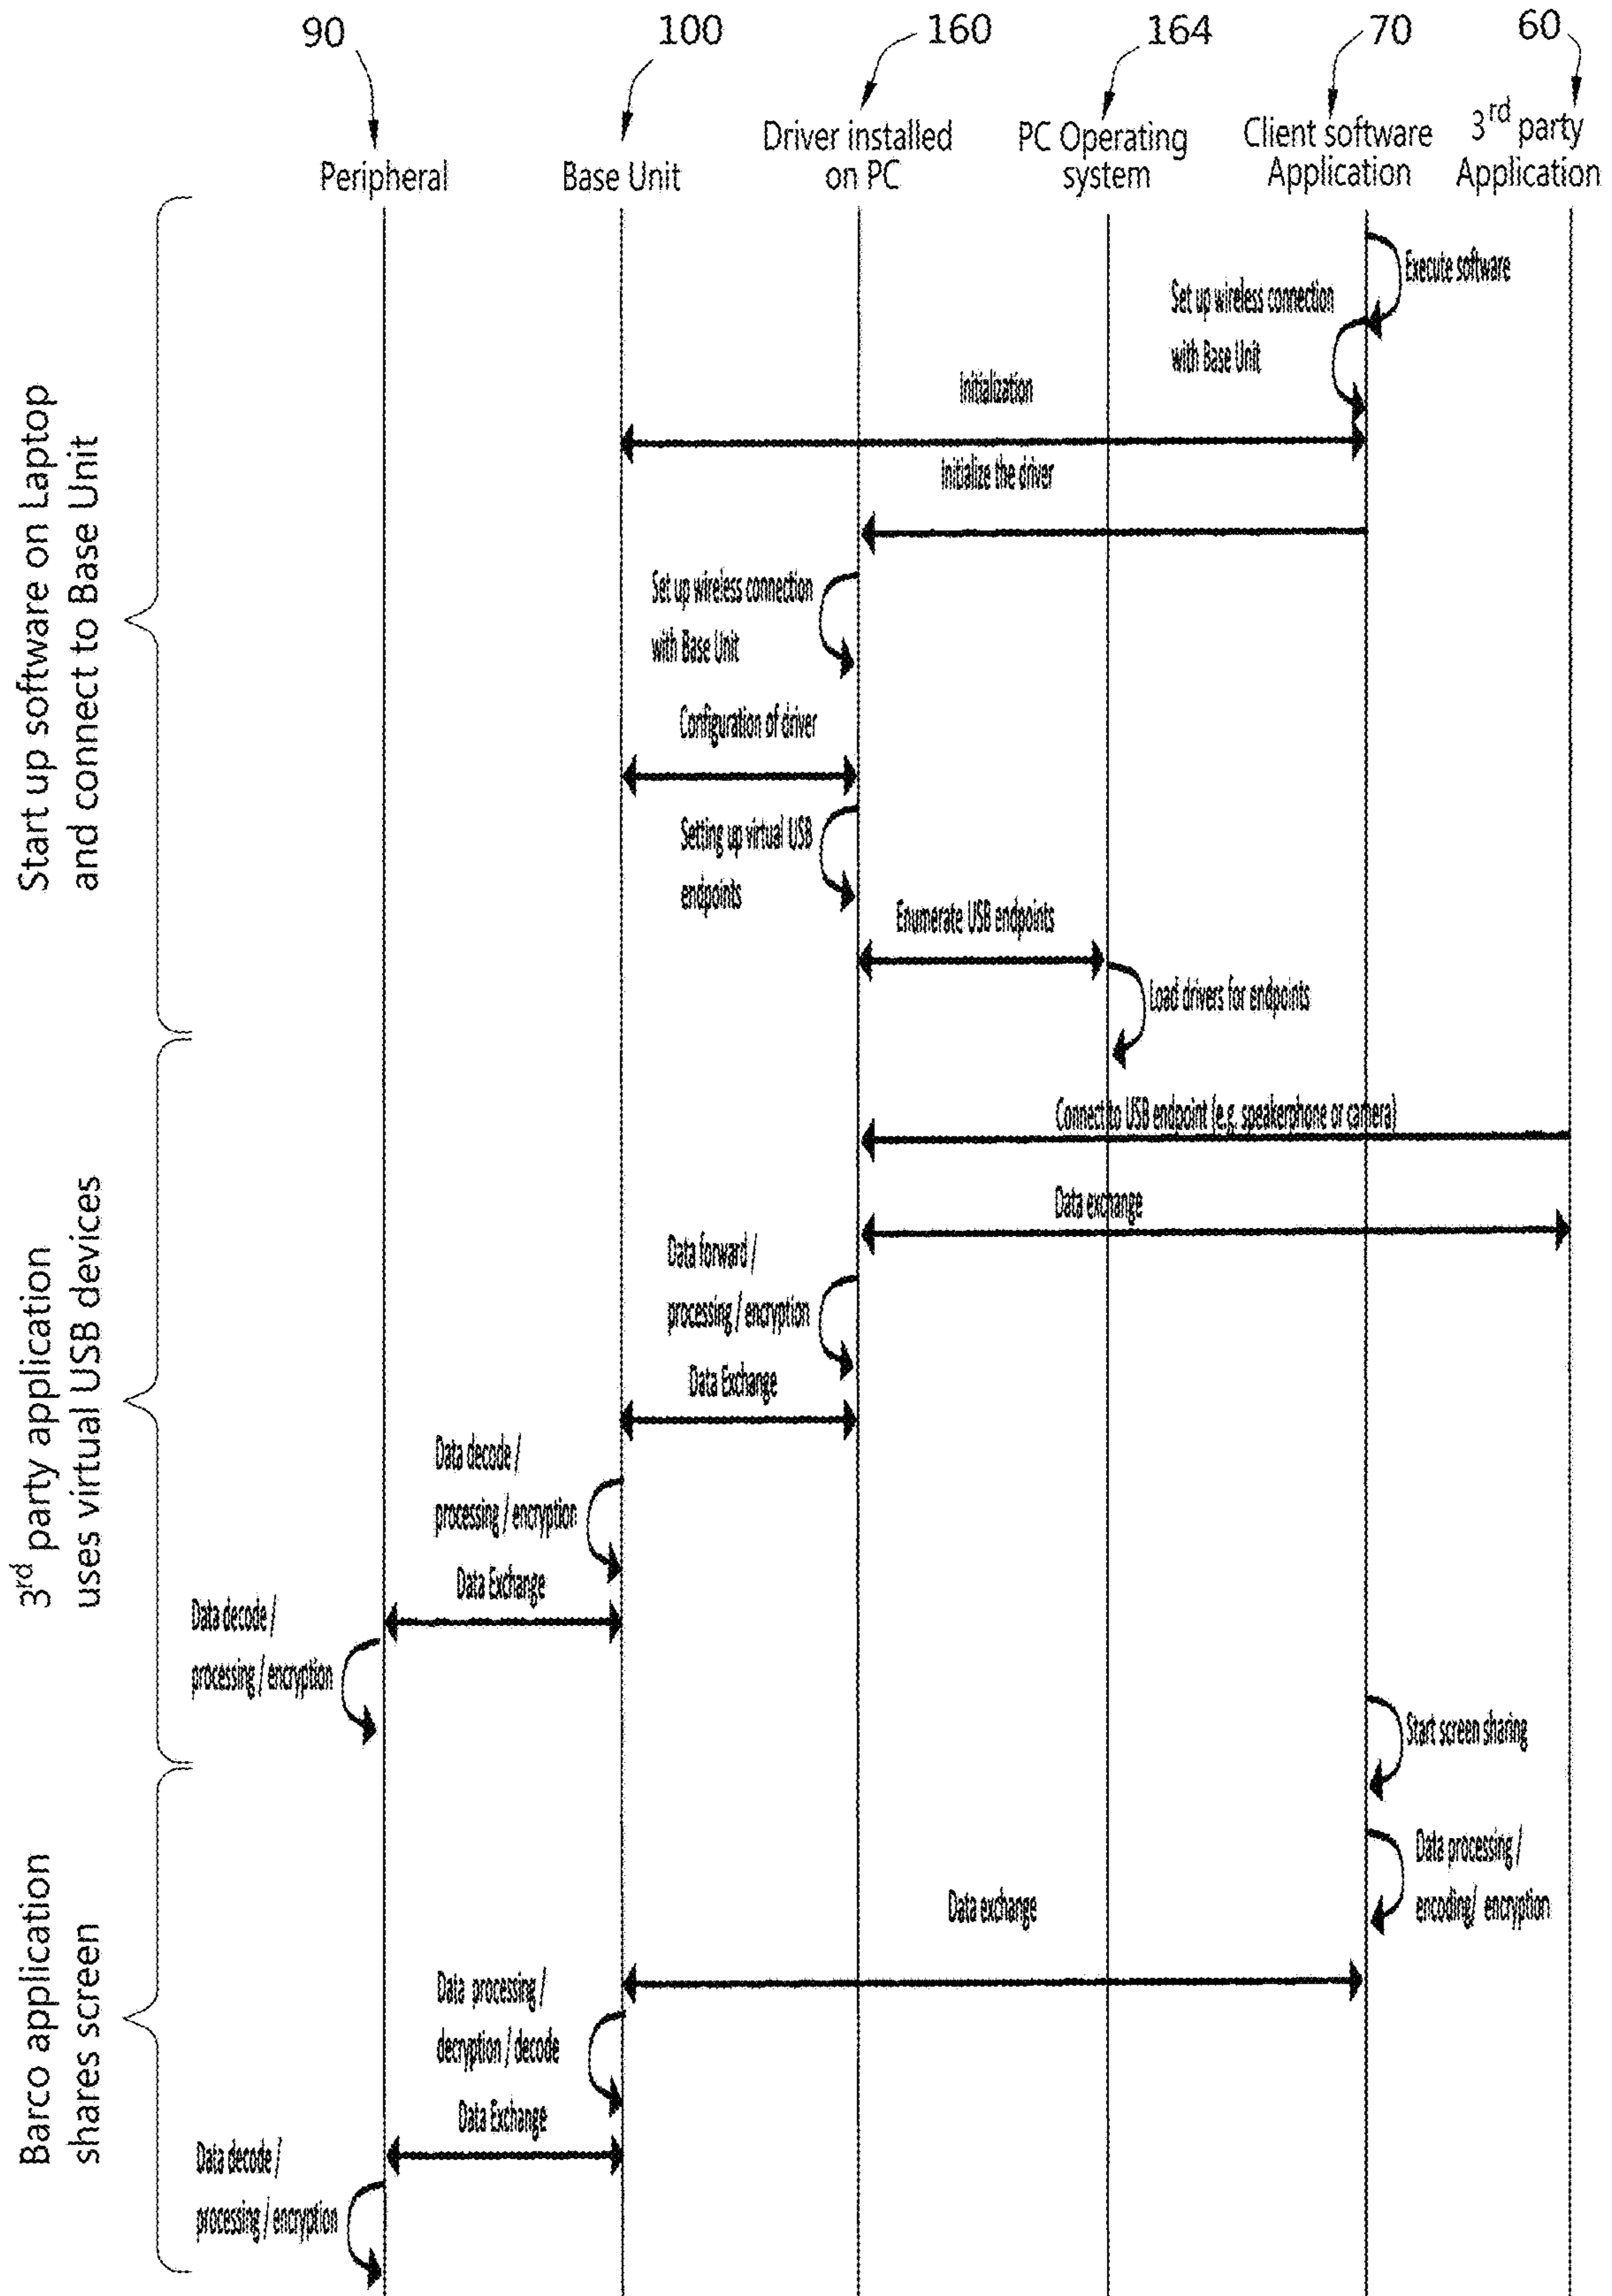 90
100
160
164
70
60
Peripheral
Base Unit
Driver installed
on PC
PC Operating
system
Client software
Application
3rd party
Application
Start up software on Laptop
and connect to Base Unit
Execute software
Set up wireless connection
with Base Unit
Initialization
Initialize the driver
Set up wireless connection
with Base Unit
Configuration of driver
Setting up virtual USB
endpoints
Enumerate USB endpoints
Load drivers for endpoints
3rd party application
uses virtual USB devices
Connect to USB endpoint (e.g. speakerphone or camera)
Data exchange
Data forward /
processing / encryption
Data Exchange
Data decode /
processing / encryption
Data Exchange
Data decode /
processing / encryption
Start screen sharing
Barco application
shares screen
Data processing /
encoding/ encryption
Data exchange
Data processing /
decryption / decode
Data Exchange
Data decode /
processing / encryption